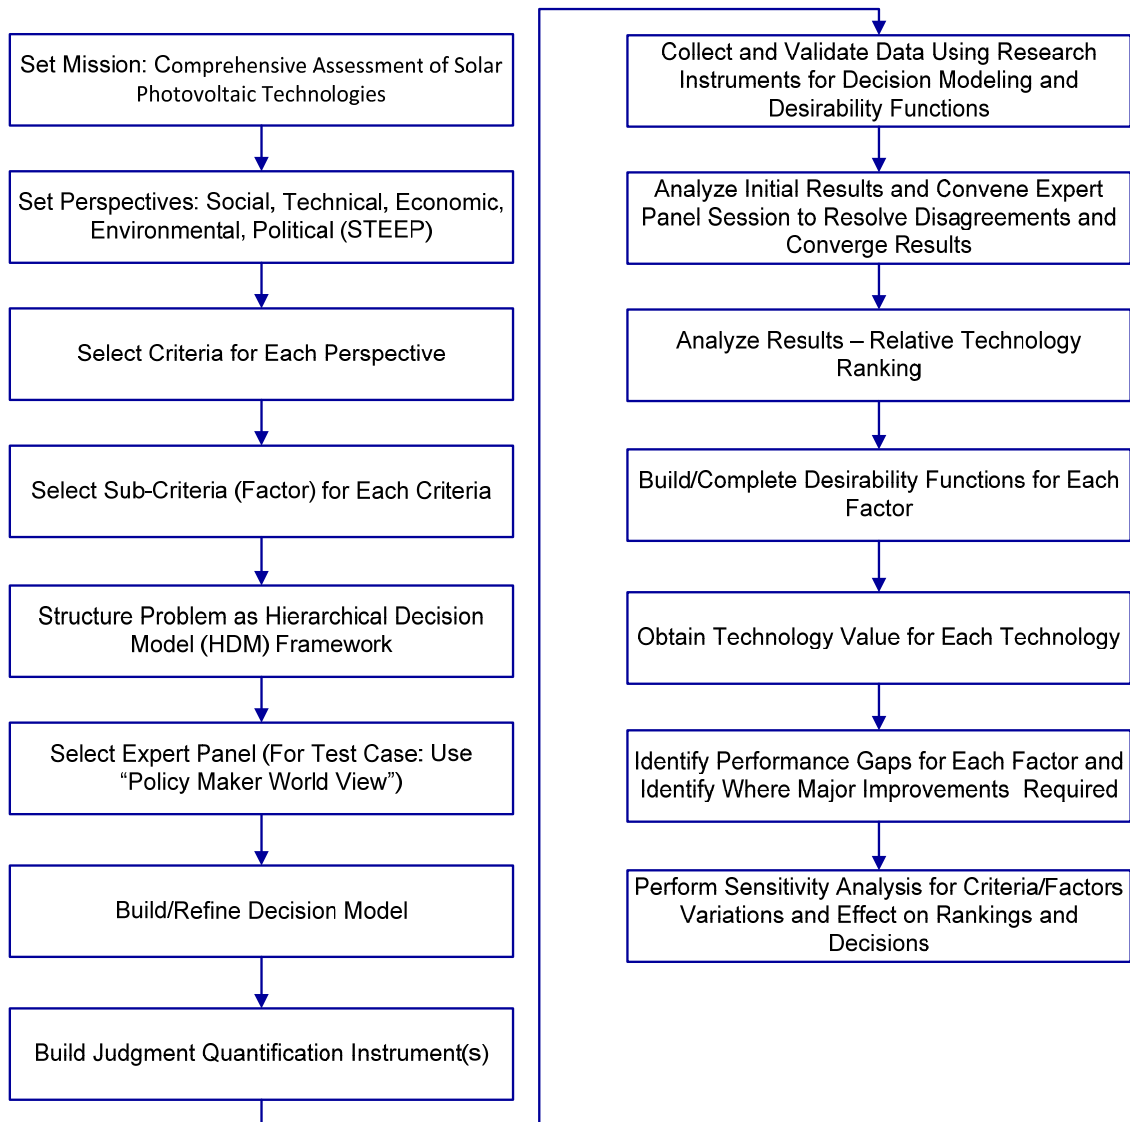 Set Mission: Comprehensive Assessment of Solar
Photovoltaic Technologies
Set Perspectives: Social, Technical, Economic,
Environmental, Political (STEEP)
Select Criteria for Each Perspective
Select Sub-Criteria (Factor) for Each Criteria
Structure Problem as Hierarchical Decision
Model (HDM) Framework
Select Expert Panel (For Test Case: Use
“Policy Maker World View”)
Build/Refine Decision Model
Build Judgment Quantification Instrument(s)
Collect and Validate Data Using Research
Instruments for Decision Modeling and
Desirability Functions
Analyze Initial Results and Convene Expert
Panel Session to Resolve Disagreements and
Converge Results
Analyze Results – Relative Technology
Ranking
Build/Complete Desirability Functions for Each
Factor
Obtain Technology Value for Each Technology
Identify Performance Gaps for Each Factor and
Identify Where Major Improvements  Required
Perform Sensitivity Analysis for Criteria/Factors
Variations and Effect on Rankings and
Decisions